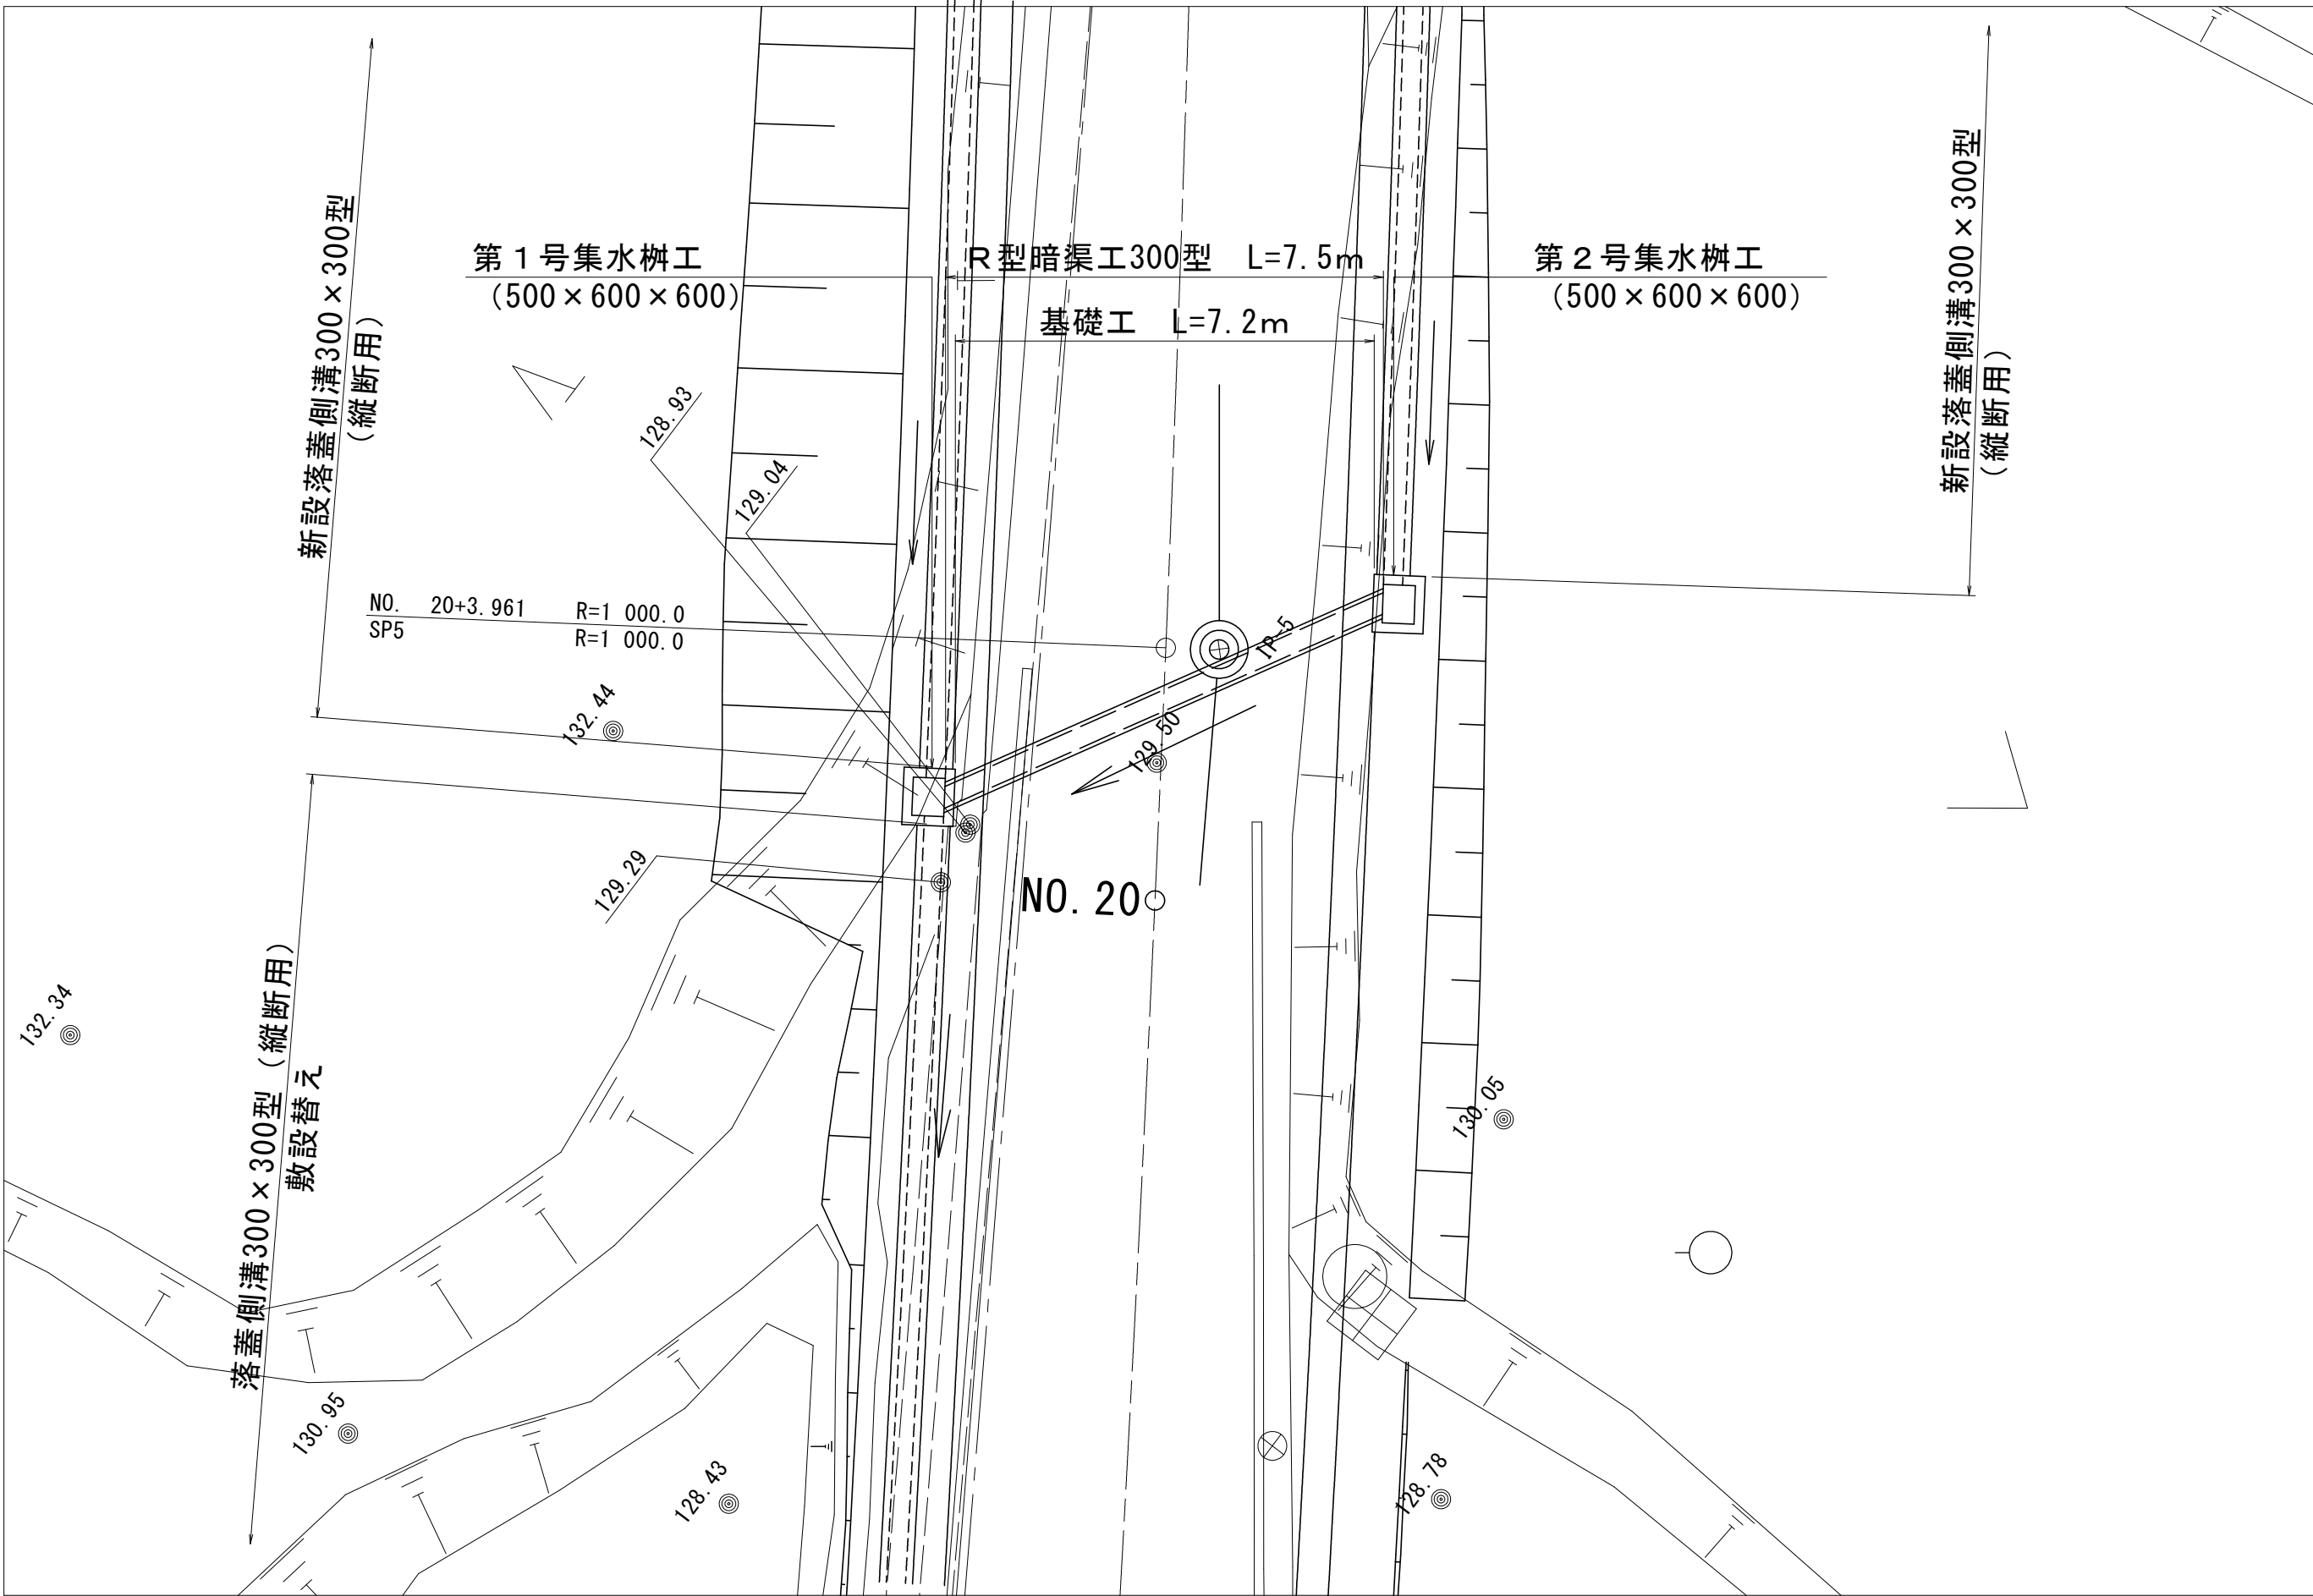 新設落蓋側溝300×300型
（縦断用）
第１号集水桝工
（500×600×600）
Ｒ型暗渠工300型　L=7.5m
基礎工　L=7.2m
第２号集水桝工
（500×600×600）
新設落蓋側溝300×300型
（縦断用）
128.93
129.04
NO.　20+3.961　R=1 000.0
SP5　R=1 000.0
TP-5
132.44
129.50
129.29
NO.20
132.34
落蓋側溝300×300型（縦断用）
敷設替え
130.05
130.95
128.43
128.78